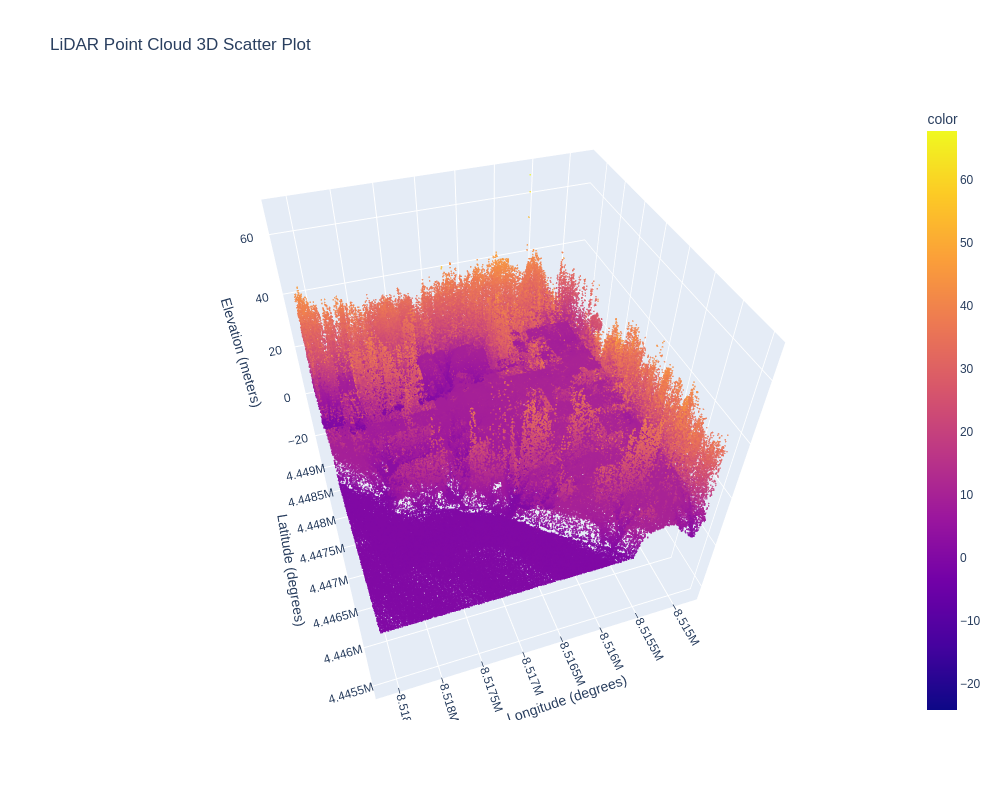 LiDAR Point Cloud 3D Scatter Plot
color
60
50
40
30
20
10
0
−10
−20
60
40
20
0
−20
Elevation (meters)
4.449M
4.4485M
4.448M
4.4475M
4.447M
4.4465M
4.446M
4.4455M
Latitude (degrees)
−8.518M
−8.5175M
−8.517M
−8.5165M
−8.516M
−8.5155M
−8.515M
Longitude (degrees)